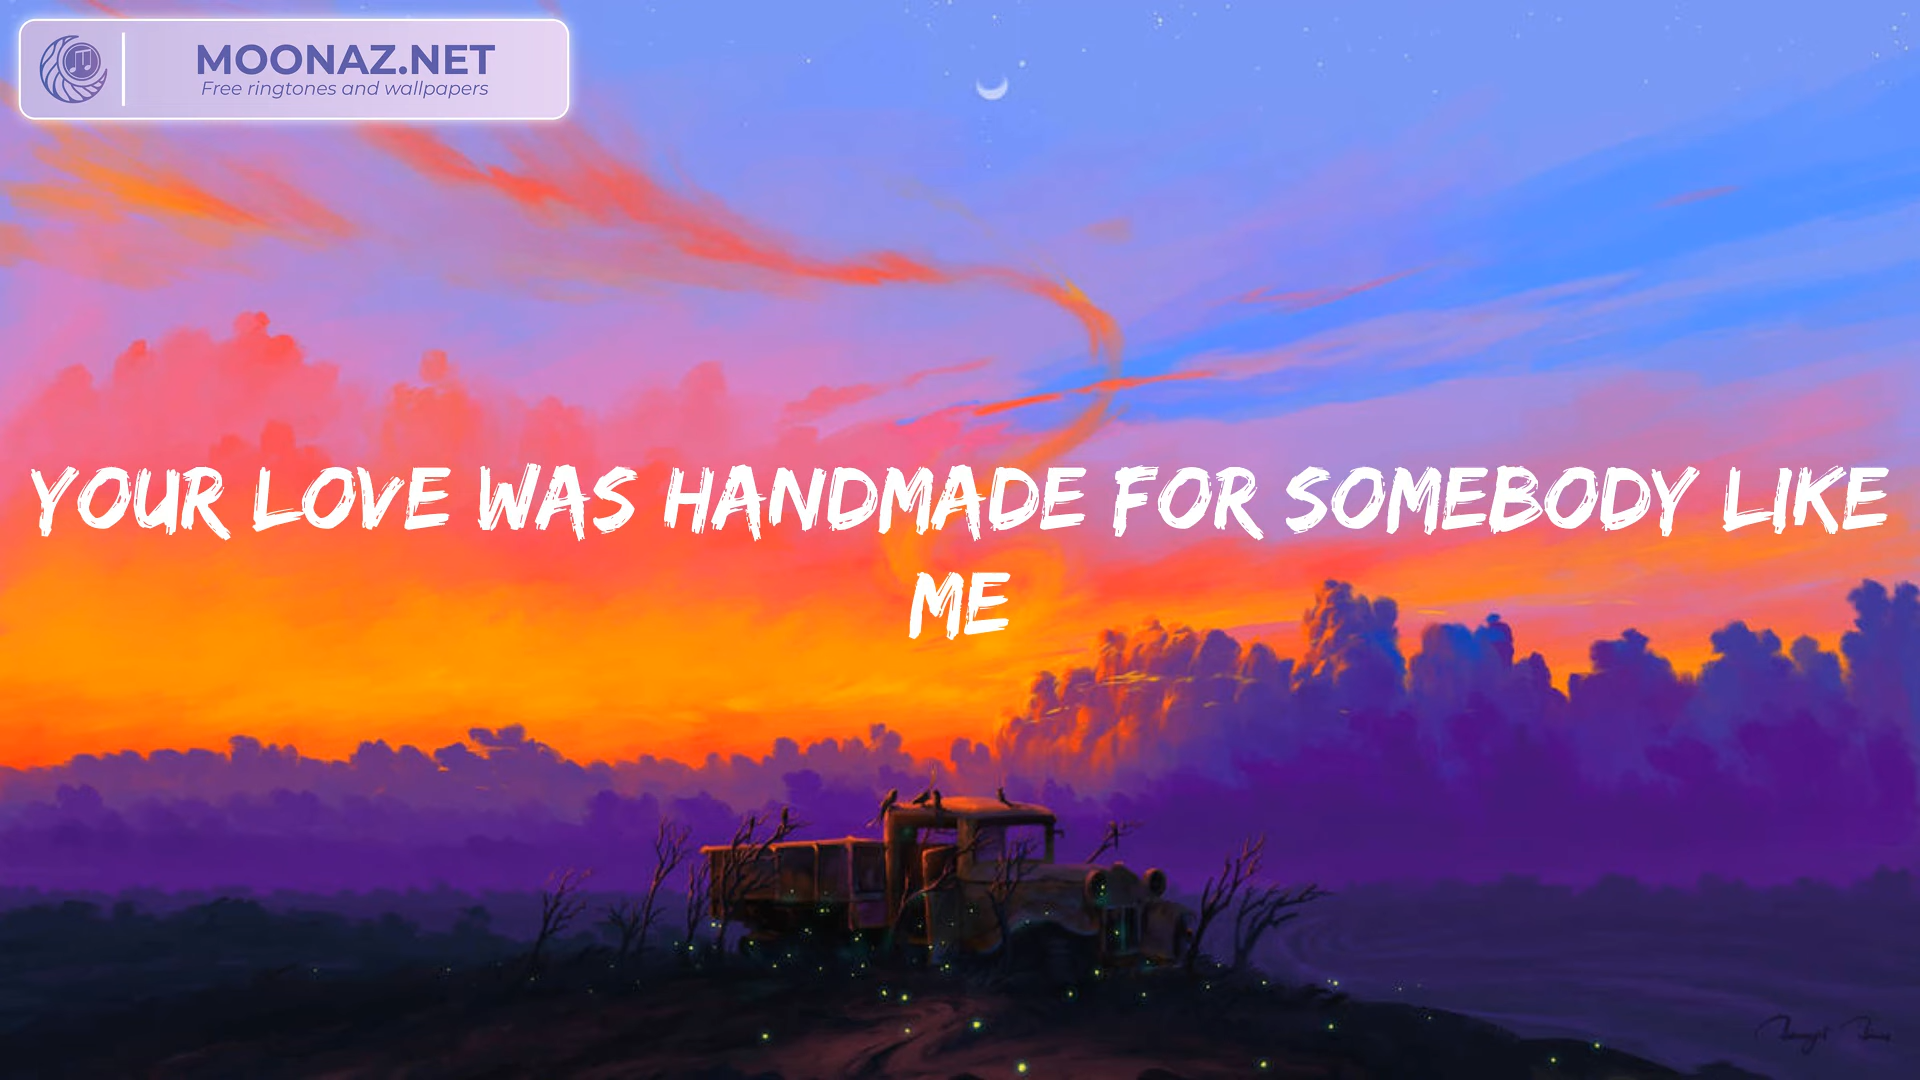 MOONAZ.NET
Free ringtones and wallpapers
YOUR LOVE WAS HANDMADE FOR SOMEBODY LIKE
ME